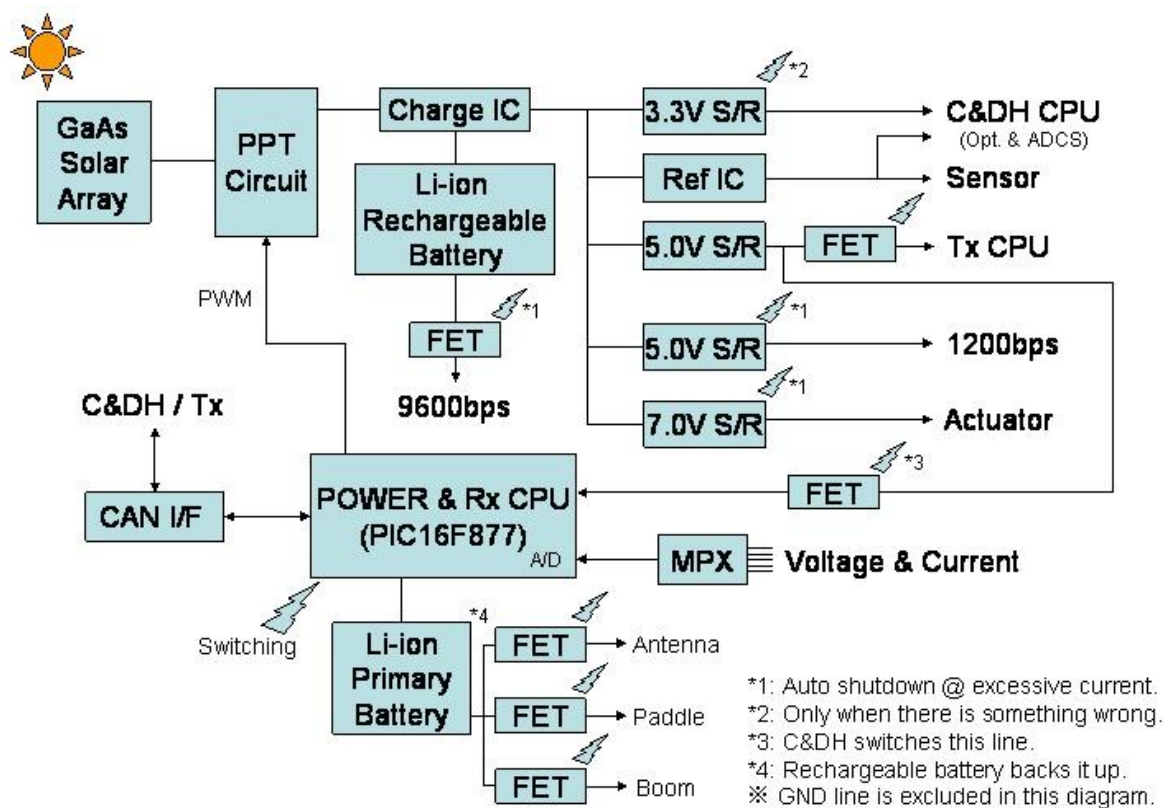 GaAs
Solar
Array
PPT
Circuit
Charge IC
Li-ion
Rechargeable
Battery
*1
FET
9600bps
PWM
*2
3.3V S/R
C&DH CPU
(Opt. & ADCS)
Ref IC
Sensor
5.0V S/R
FET
Tx CPU
*1
5.0V S/R
1200bps
*1
7.0V S/R
Actuator
*3
FET
C&DH / Tx
CAN I/F
POWER & Rx CPU
(PIC16F877)
A/D
MPX
Voltage & Current
Switching
*4
Li-ion
Primary
Battery
FET
Antenna
FET
Paddle
FET
Boom
*1: Auto shutdown @ excessive current.
*2: Only when there is something wrong.
*3: C&DH switches this line.
*4: Rechargeable battery backs it up.
※ GND line is excluded in this diagram.